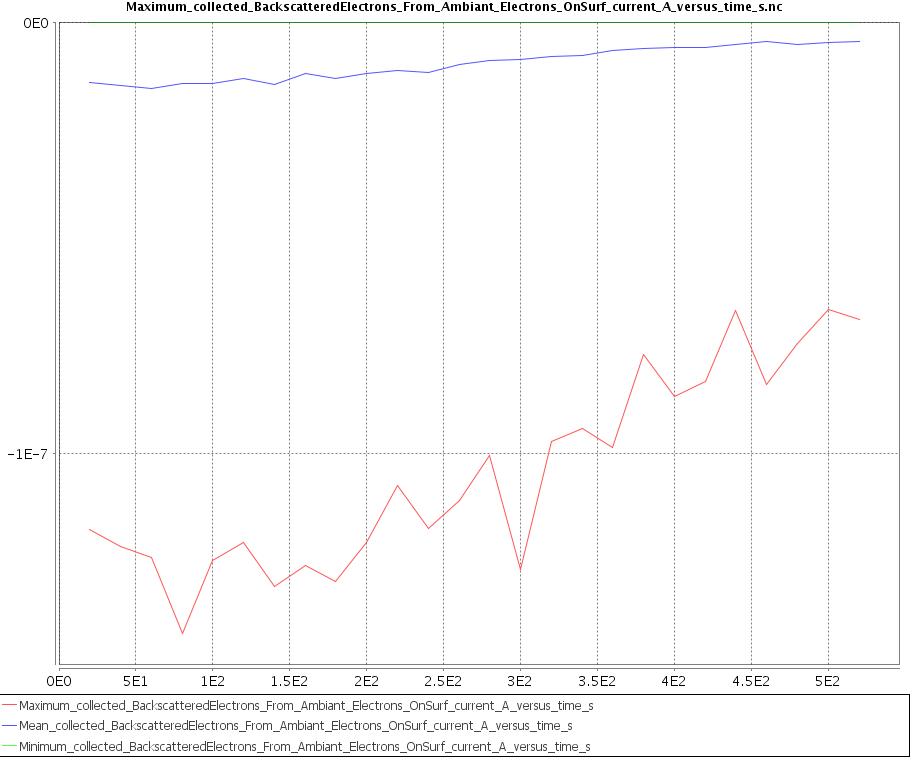 Maximum_collected_BackscatteredElectrons_From_Ambiant_Electrons_OnSurf_current_A_versus_time_s.nc
0E0
-1E-7
0E0 5E1 1E2 1.5E2 2E2 2.5E2 3E2 3.5E2 4E2 4.5E2 5E2
Maximum_collected_BackscatteredElectrons_From_Ambiant_Electrons_OnSurf_current_A_versus_time_s
Mean_collected_BackscatteredElectrons_From_Ambiant_Electrons_OnSurf_current_A_versus_time_s
Minimum_collected_BackscatteredElectrons_From_Ambiant_Electrons_OnSurf_current_A_versus_time_s